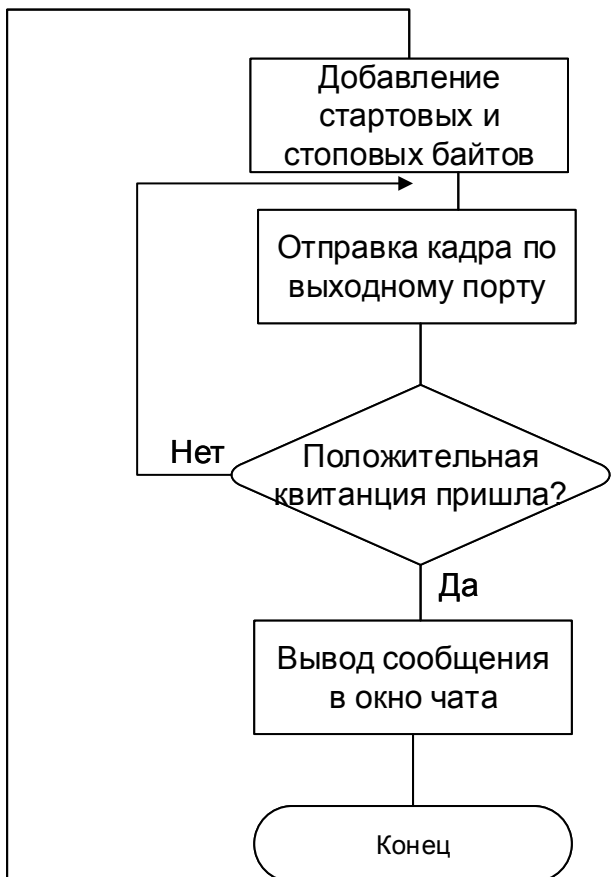 Добавление
стартовых и
стоповых байтов
Отправка кадра по
выходному порту
Нет
Положительная
квитанция пришла?
Да
Вывод сообщения
в окно чата
Конец